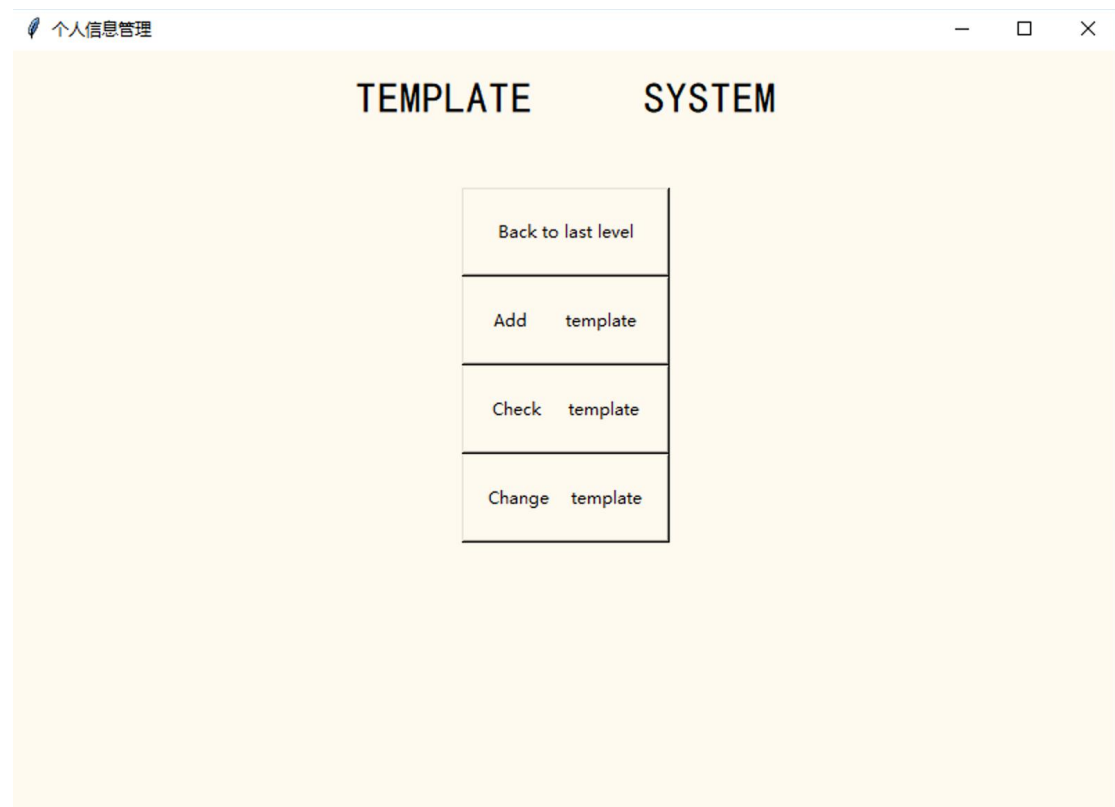 个人信息管理
TEMPLATE SYSTEM
Back to last level
Add template
Check template
Change template